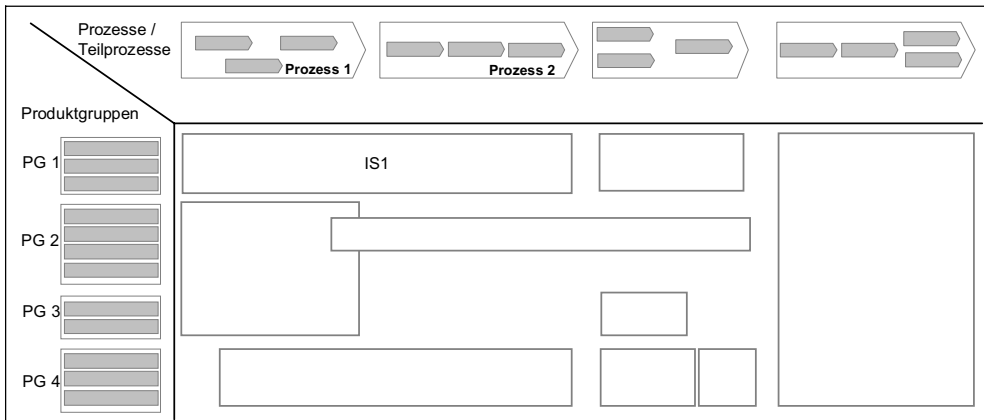 Prozesse /
Teilprozesse
Prozess 1
Prozess 2
Produktgruppen
PG 1
IS1
PG 2
PG 3
PG 4